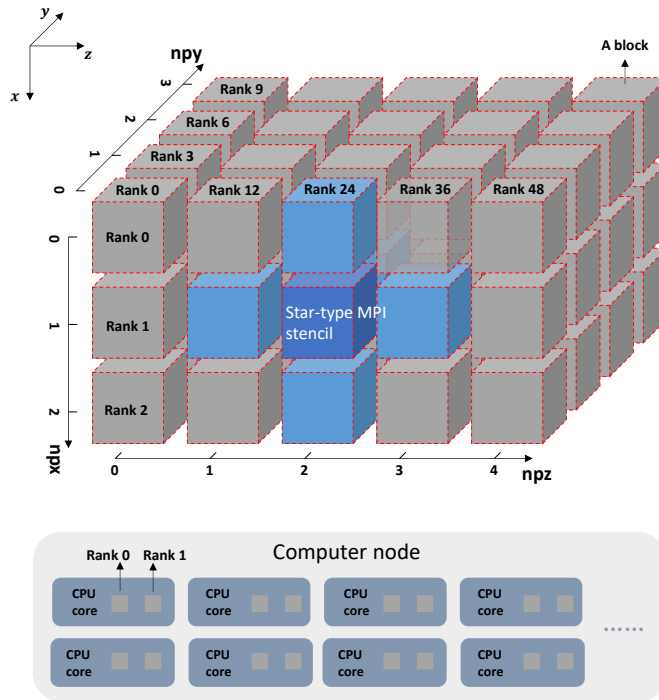 y
z
x
npy
A block
3
Rank 9
2
Rank 6
1
Rank 3
0
Rank 0
Rank 12
Rank 24
Rank 36
Rank 48
0
Rank 0
1
Rank 1
Star-type MPI
stencil
2
Rank 2
npx
0
1
2
3
4
npz
Computer node
Rank 0
Rank 1
CPU
core
CPU
core
CPU
core
CPU
core
......
CPU
core
CPU
core
CPU
core
CPU
core